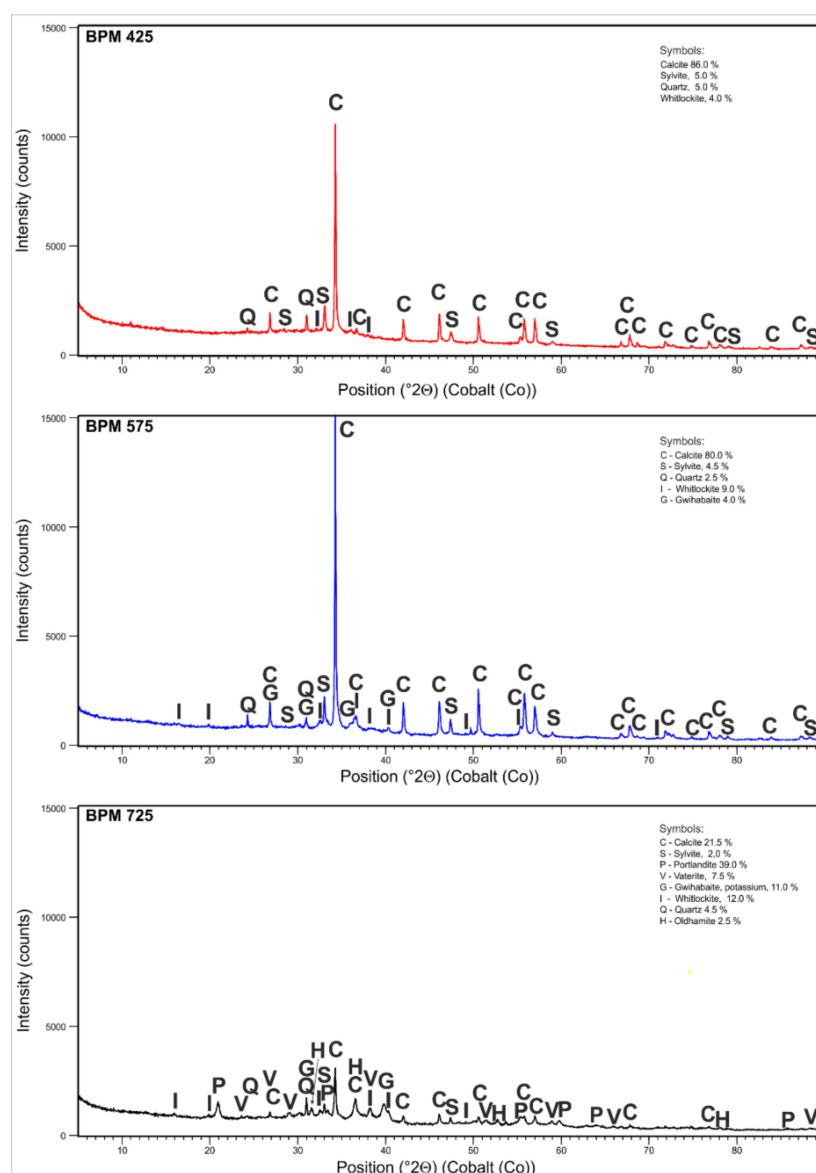 15000
BPM 425
Symbols:
Calcite 86.0 %
Sylvite, 5.0 %
Quartz, 5.0 %
Whitlockite, 4.0 %
C
10000
Intensity (counts)
5000
Q C S Q I S I C I C C S C C C C S C C C C C C C S C C S
0
10 20 30 40 50 60 70 80 90
Position (°2Θ) (Cobalt (Co))
15000
BPM 575
C
Symbols:
C - Calcite 80.0 %
S - Sylvite, 4.5 %
Q - Quartz 2.5 %
I - Whitlockite 9.0 %
G - Gwihabaite 4.0 %
10000
Intensity (counts)
5000
I I Q C G S Q G I S G C I I G I C C S I C C I C C S C C C I C C C C S C C S
0
10 20 30 40 50 60 70 80 90
Position (°2Θ) (Cobalt (Co))
15000
BPM 725
Symbols:
C - Calcite 21.5 %
S - Sylvite, 2,0 %
P - Portlandite 39.0 %
V - Vaterite, 7.5 %
G - Gwihabaite, potassium, 11.0 %
I - Whitlockite, 12.0 %
Q - Quartz 4.5 %
H - Oldhamite 2.5 %
10000
Intensity (counts)
5000
I I P V Q V C V G Q H I S P C H C V I G I C C S I C V H P C C V P P V C C H P V
0
10 20 30 40 50 60 70 80 90
Position (°2Θ) (Cobalt (Co))